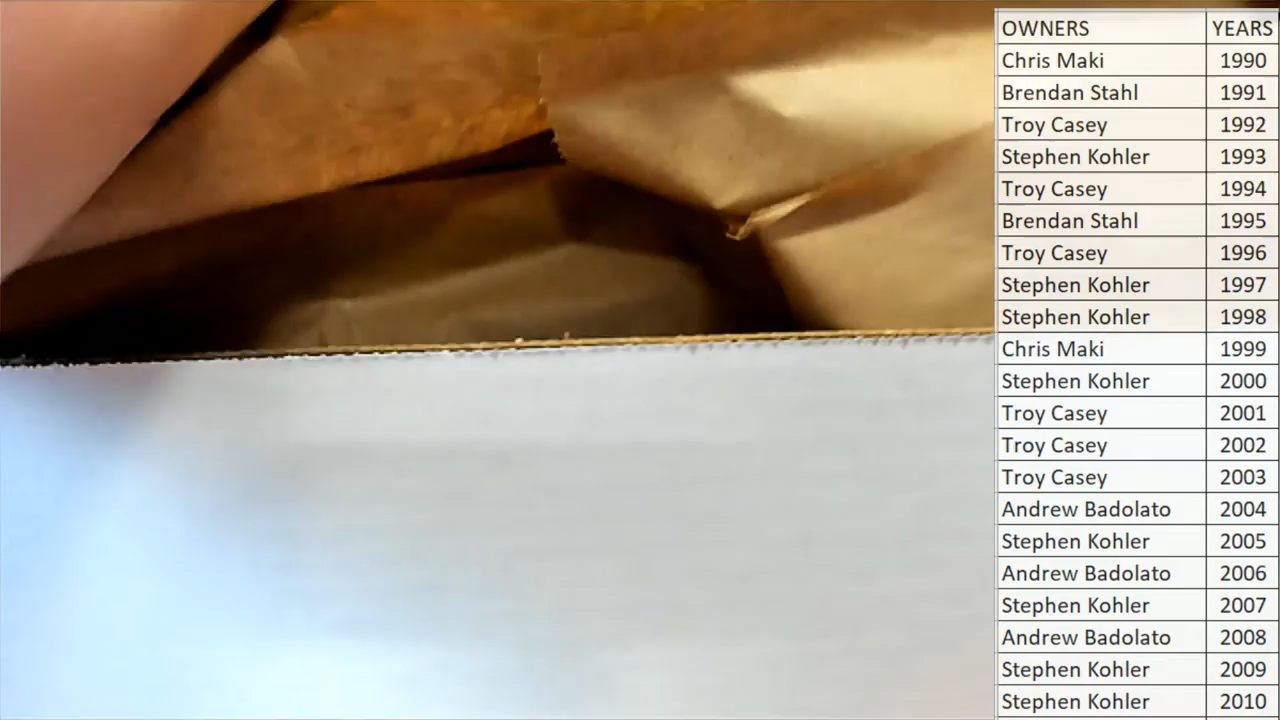 OWNERS YEARS
Chris Maki 1990
Brendan Stahl 1991
Troy Casey 1992
Stephen Kohler 1993
Troy Casey 1994
Brendan Stahl 1995
Troy Casey 1996
Stephen Kohler 1997
Stephen Kohler 1998
Chris Maki 1999
Stephen Kohler 2000
Troy Casey 2001
Troy Casey 2002
Troy Casey 2003
Andrew Badolato 2004
Stephen Kohler 2005
Andrew Badolato 2006
Stephen Kohler 2007
Andrew Badolato 2008
Stephen Kohler 2009
Stephen Kohler 2010